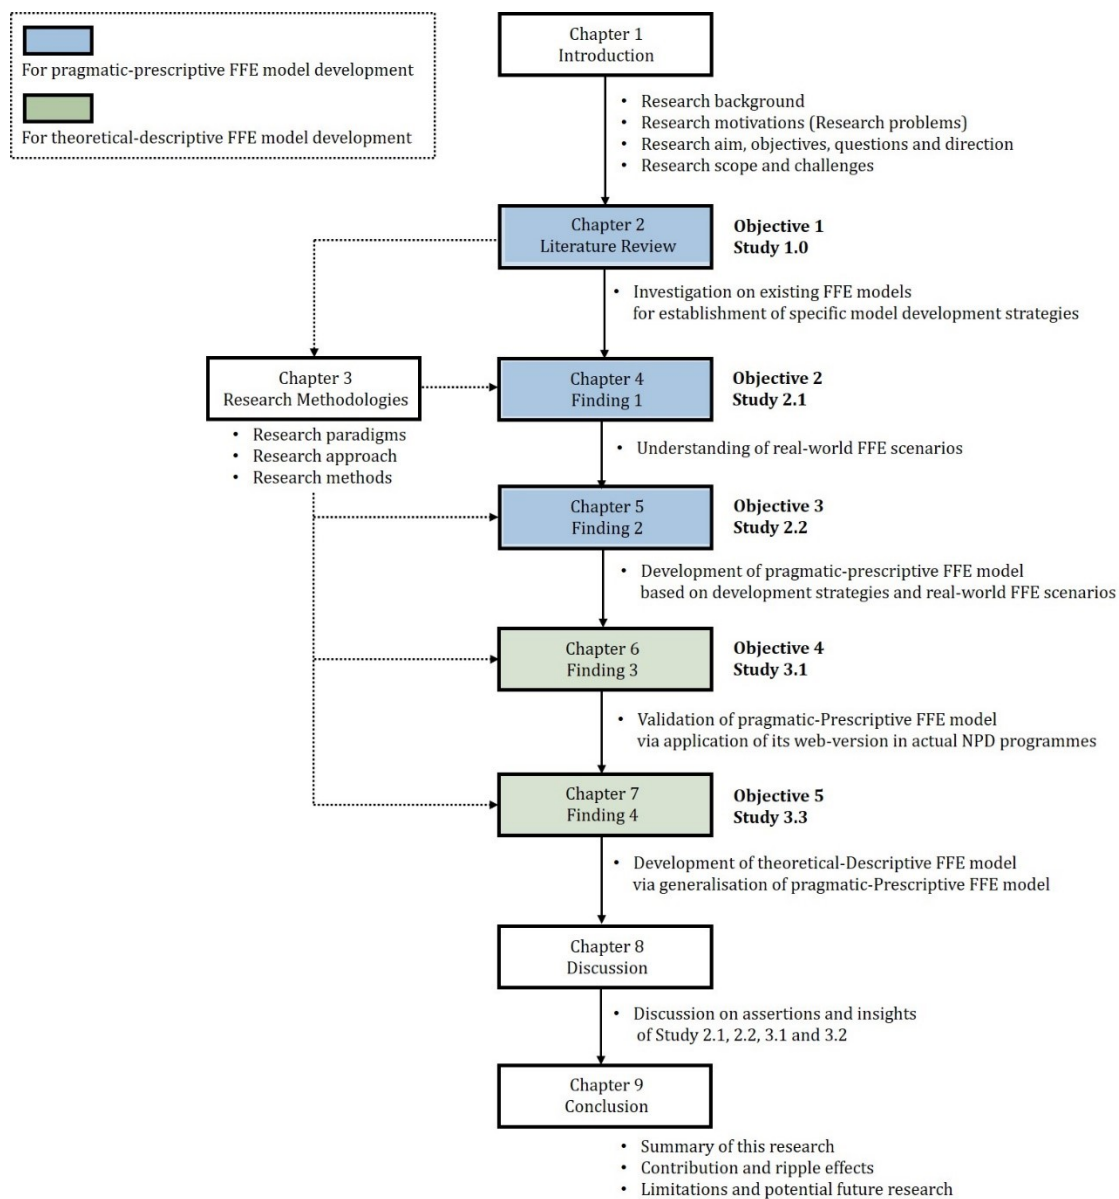 For pragmatic-prescriptive FFE model development
For theoretical-descriptive FFE model development
Chapter 1
Introduction
• Research background
• Research motivations (Research problems)
• Research aim, objectives, questions and direction
• Research scope and challenges
Chapter 2
Literature Review
Objective 1
Study 1.0
• Investigation on existing FFE models
for establishment of specific model development strategies
Chapter 3
Research Methodologies
• Research paradigms
• Research approach
• Research methods
Chapter 4
Finding 1
Objective 2
Study 2.1
• Understanding of real-world FFE scenarios
Chapter 5
Finding 2
Objective 3
Study 2.2
• Development of pragmatic-prescriptive FFE model
based on development strategies and real-world FFE scenarios
Chapter 6
Finding 3
Objective 4
Study 3.1
• Validation of pragmatic-Prescriptive FFE model
via application of its web-version in actual NPD programmes
Chapter 7
Finding 4
Objective 5
Study 3.3
• Development of theoretical-Descriptive FFE model
via generalisation of pragmatic-Prescriptive FFE model
Chapter 8
Discussion
• Discussion on assertions and insights
of Study 2.1, 2.2, 3.1 and 3.2
Chapter 9
Conclusion
• Summary of this research
• Contribution and ripple effects
• Limitations and potential future research